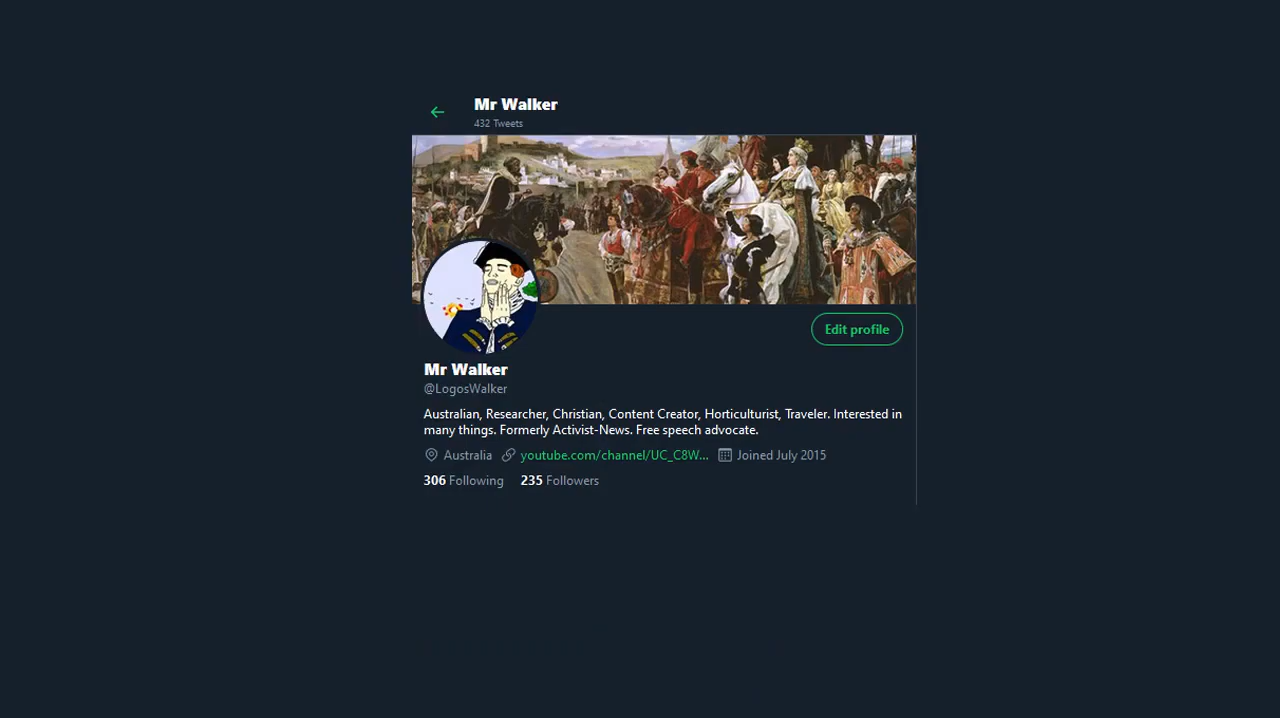 Mr Walker
432 Tweets
Edit profile
Mr Walker
@LogosWalker
Australian, Researcher, Christian, Content Creator, Horticulturist, Traveler. Interested in
many things. Formerly Activist-News. Free speech advocate.
Australia youtube.com/channel/UC_C8W... Joined July 2015
306 Following 235 Followers